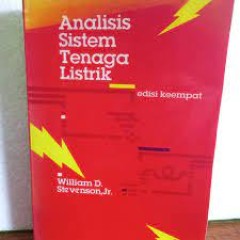 Analisis
Sistem
Tenaga
Listrik
edisi keempat
William D.
Stevenson, Jr.